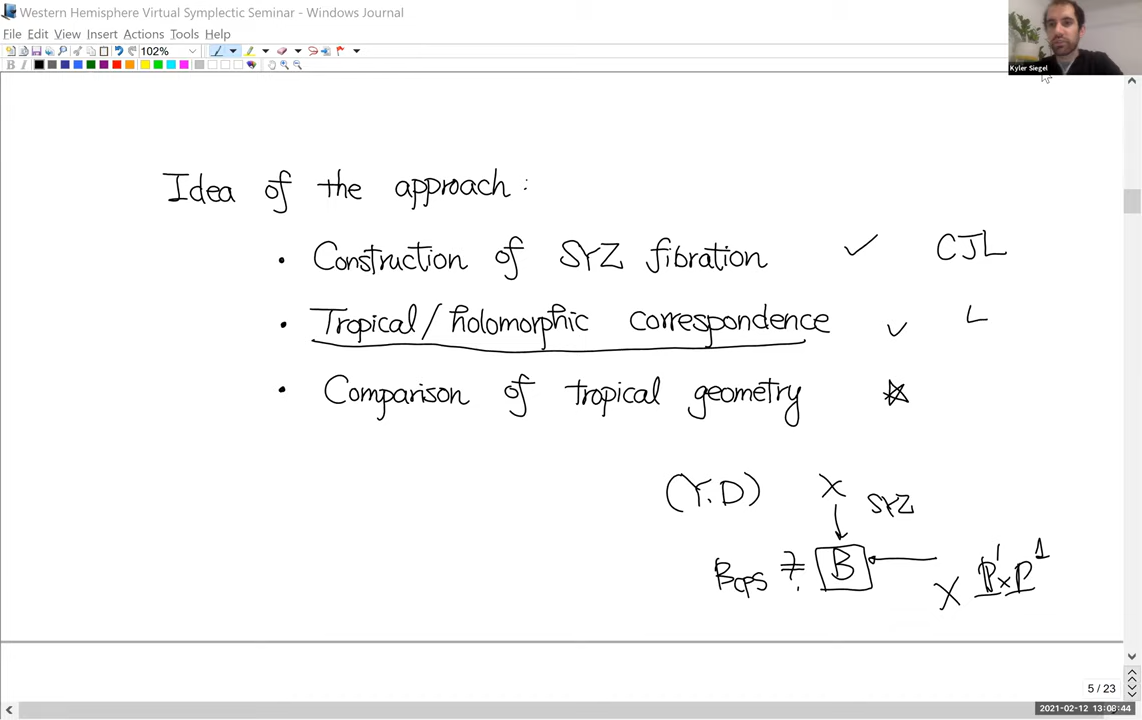 Western Hemisphere Virtual Symplectic Seminar - Windows Journal
File Edit View Insert Actions Tools Help
102%
B I
Kyler Siegel
Idea of the approach :
• Construction of SYZ fibration ✓ CJL
• Tropical / holomorphic correspondence ✓ L
• Comparison of tropical geometry ☆
(Y.D) X SYZ
B_CPS ≟ B X P¹×P¹
5 / 23
2021-02-12 13:08:44